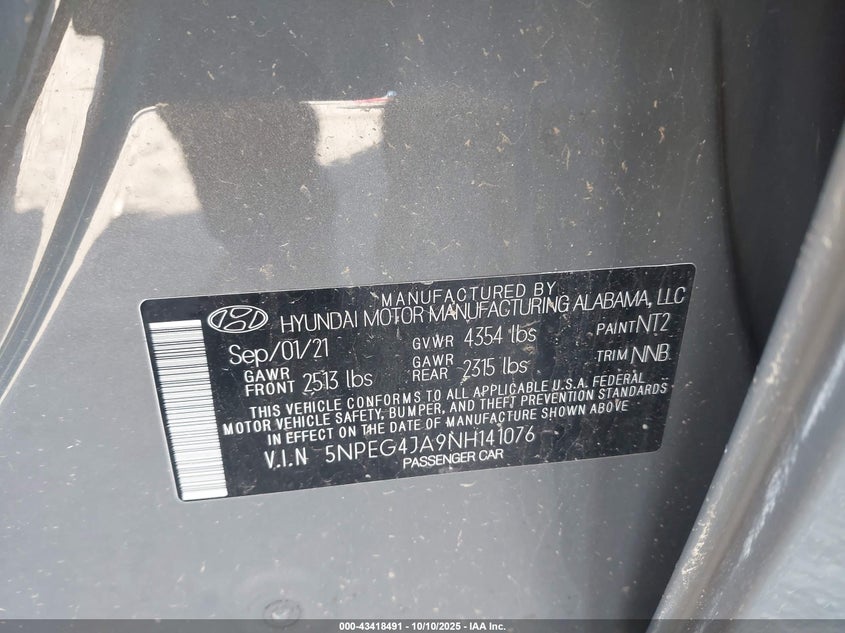 MANUFACTURED BY
HYUNDAI MOTOR MANUFACTURING ALABAMA, LLC
Sep/01/21 GVWR 4354 lbs PAINT NT2
GAWR FRONT 2513 lbs GAWR REAR 2315 lbs TRIM NNB
THIS VEHICLE CONFORMS TO ALL APPLICABLE U.S.A. FEDERAL
MOTOR VEHICLE SAFETY, BUMPER, AND THEFT PREVENTION STANDARDS
IN EFFECT ON THE DATE OF MANUFACTURE SHOWN ABOVE
V.I.N 5NPEG4JA9NH141076
PASSENGER CAR
000-43418491 - 10/10/2025 - IAA Inc.